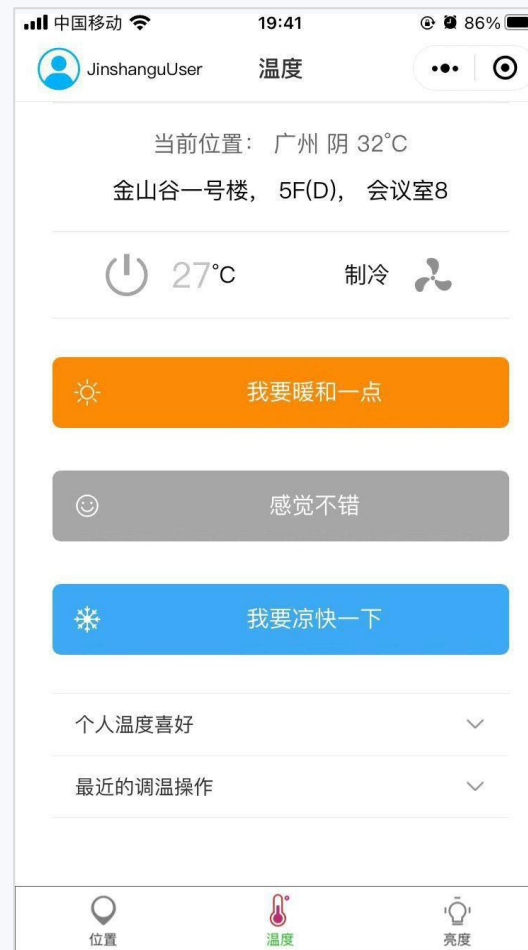 中国移动 19:41 86%
JinshanguUser 温度
当前位置： 广州 阴 32°C
金山谷一号楼， 5F(D)， 会议室8
27°C 制冷
我要暖和一点
感觉不错
我要凉快一下
个人温度喜好
最近的调温操作
位置 温度 亮度